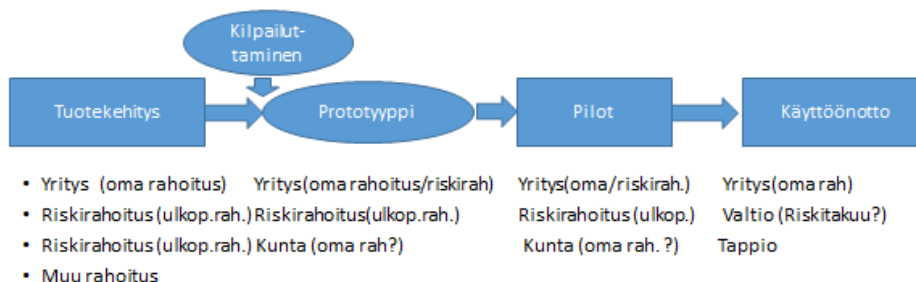 Kilpailut-
taminen
Tuotekehitys
Prototyyppi
Pilot
Käyttöönotto
• Yritys (oma rahoitus) Yritys(oma rahoitus/riskirah) Yritys(oma/riskirah.) Yritys(oma rah)
• Riskirahoitus (ulkop.rah.) Riskirahoitus(ulkop.rah.) Riskirahoitus (ulkop.) Valtio (Riskitakuu?)
• Riskirahoitus (ulkop.rah.) Kunta (oma rah?) Kunta (oma rah. ?) Tappio
• Muu rahoitus